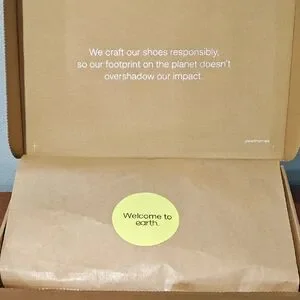 We craft our shoes responsibly,
so our footprint on the planet doesn't
overshadow our impact.
Welcome to
earth.